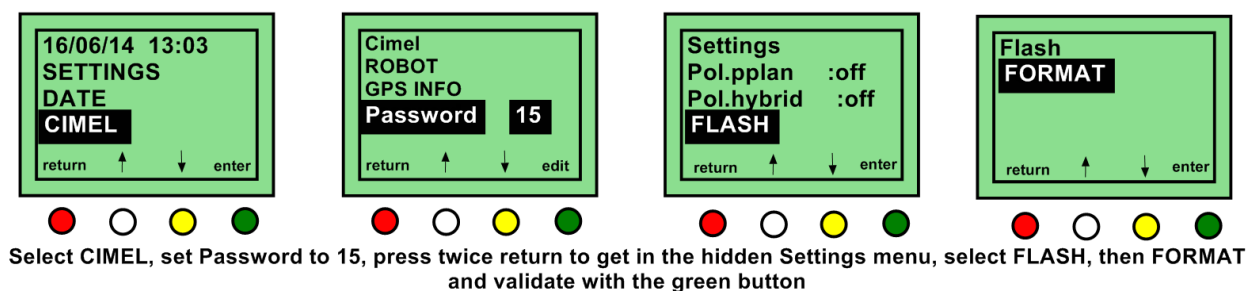 16/06/14 13:03
SETTINGS
DATE
CIMEL
return enter
Cimel
ROBOT
GPS INFO
Password 15
return edit
Settings
Pol.pplan :off
Pol.hybrid :off
FLASH
return enter
Flash
FORMAT
return enter
Select CIMEL, set Password to 15, press twice return to get in the hidden Settings menu, select FLASH, then FORMAT
and validate with the green button